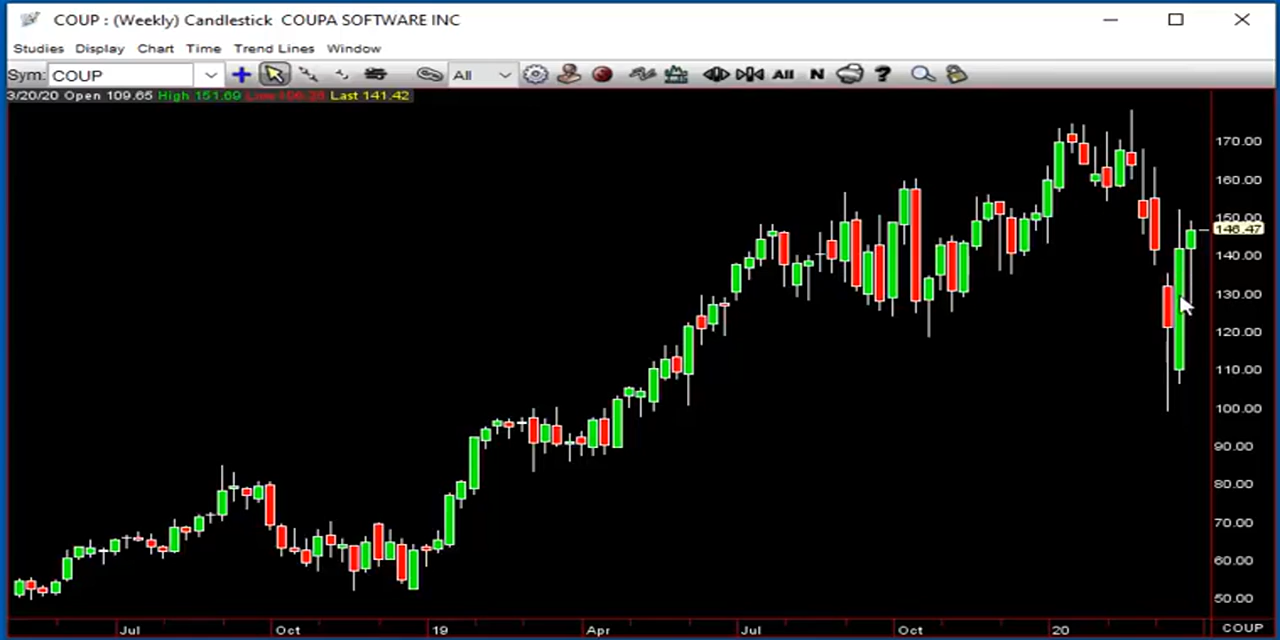 COUP : (Weekly) Candlestick COUPA SOFTWARE INC
Studies Display Chart Time Trend Lines Window
Sym: COUP All All N ?
3/20/20 Open 109.65 High 151.69 Last 141.42
170.00
160.00
150.00
146.47
140.00
130.00
120.00
110.00
100.00
90.00
80.00
70.00
60.00
50.00
Jul Oct 19 Apr Jul Oct 20 COUP